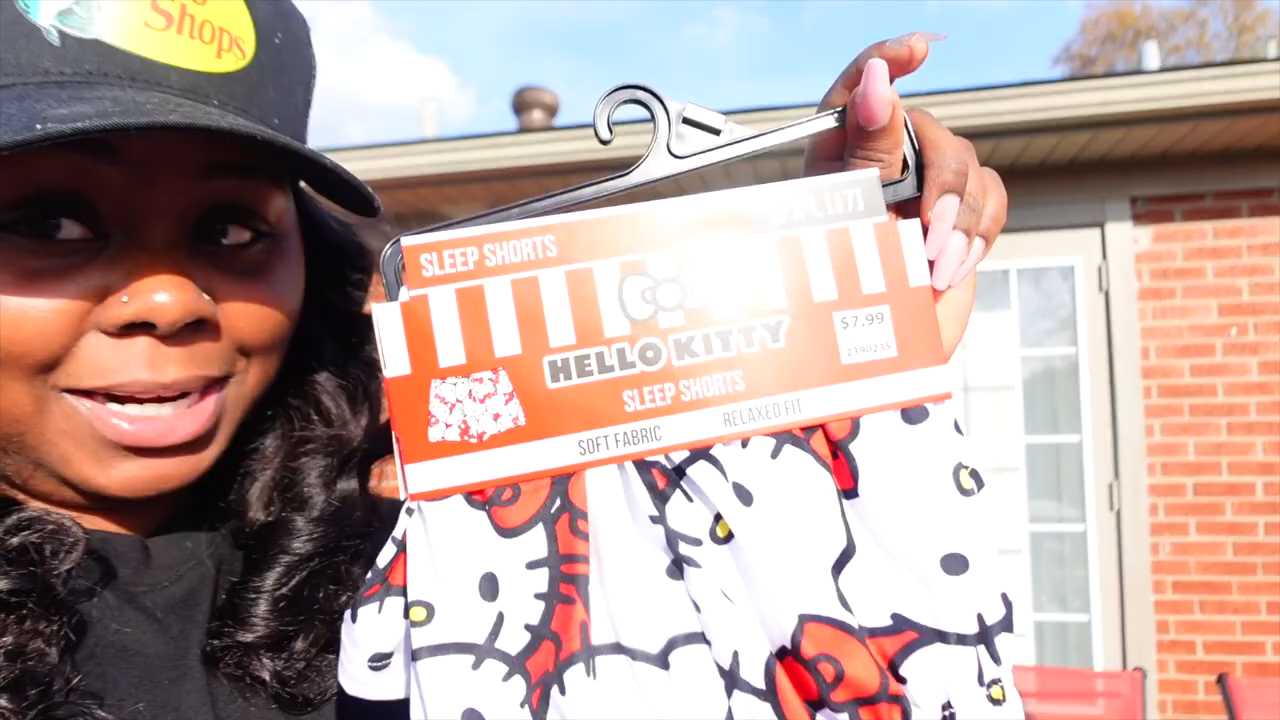 Shops
SLEEP SHORTS
HELLO KITTY
$7.99
2390235
SLEEP SHORTS
SOFT FABRIC
RELAXED FIT